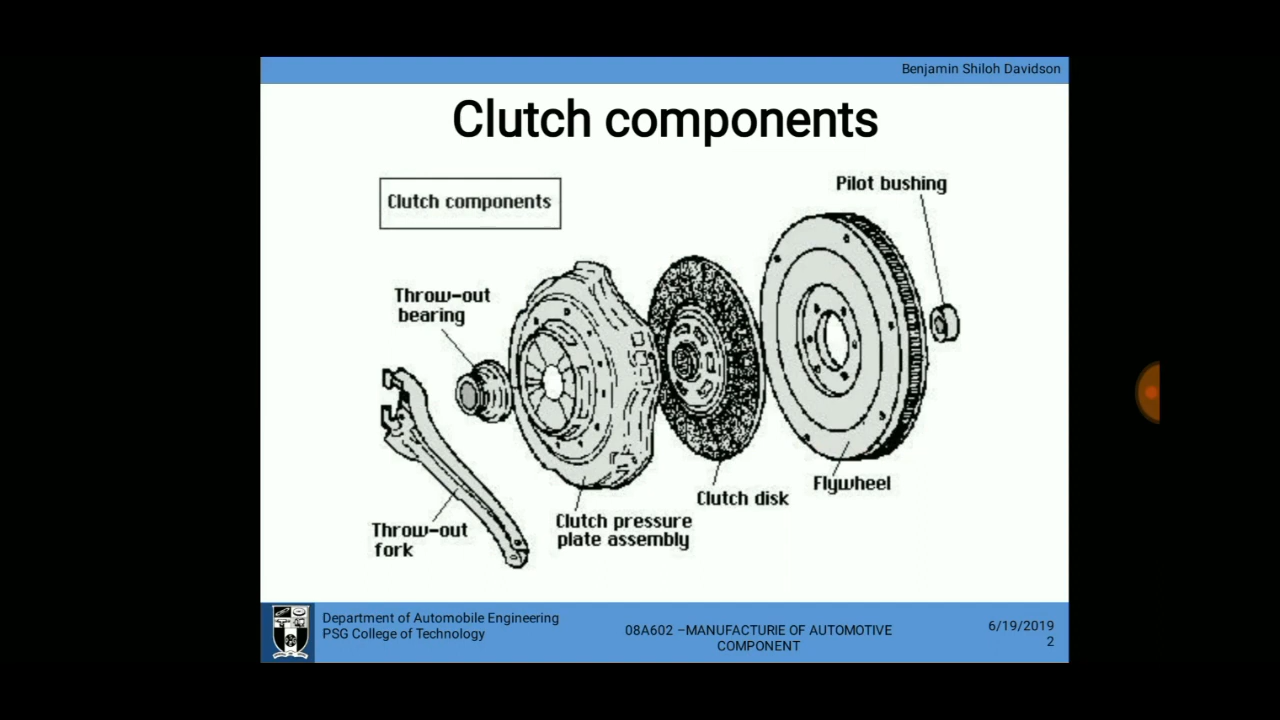 Benjamin Shiloh Davidson
Clutch components
Clutch components
Pilot bushing
Throw-out
bearing
Flywheel
Clutch disk
Clutch pressure
plate assembly
Throw-out
fork
Department of Automobile Engineering
PSG College of Technology
08A602 –MANUFACTURIE OF AUTOMOTIVE
COMPONENT
6/19/2019
2